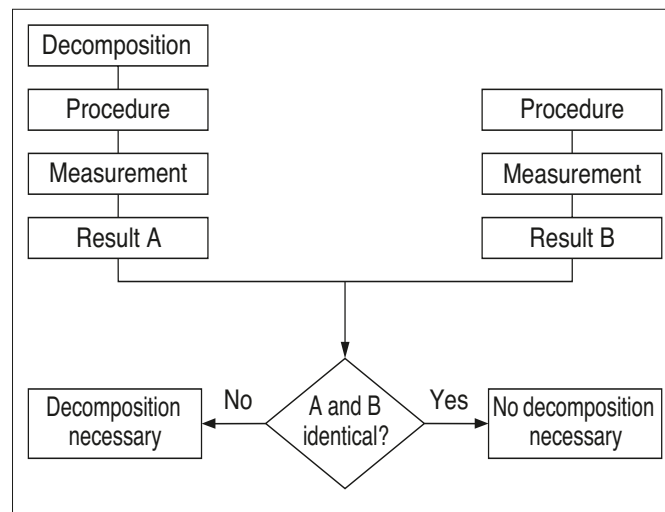 Decomposition
Procedure
Measurement
Result A
Procedure
Measurement
Result B
No
A and B
identical?
Yes
Decomposition
necessary
No decomposition
necessary